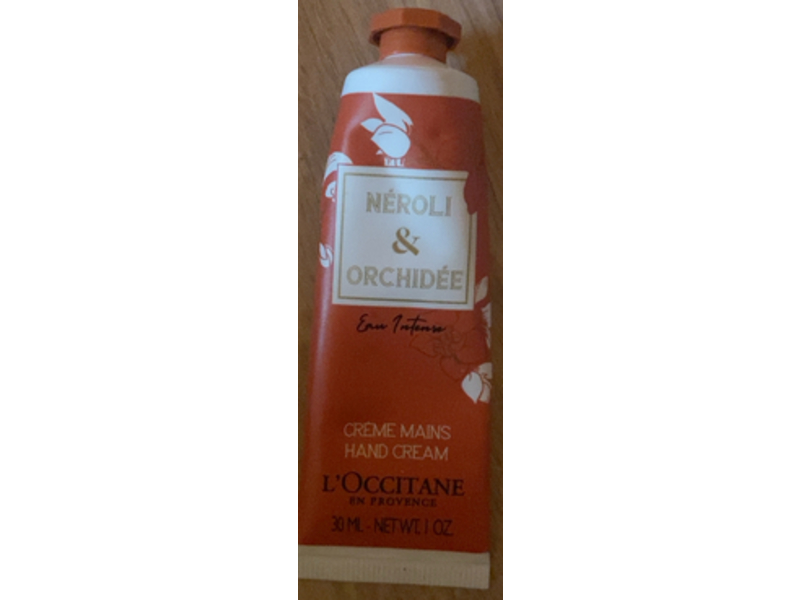 NÉROLI
&
ORCHIDÉE
Eau Intense
CRÈME MAINS
HAND CREAM
L'OCCITANE
EN PROVENCE
30 ML - NET WT. 1 OZ.